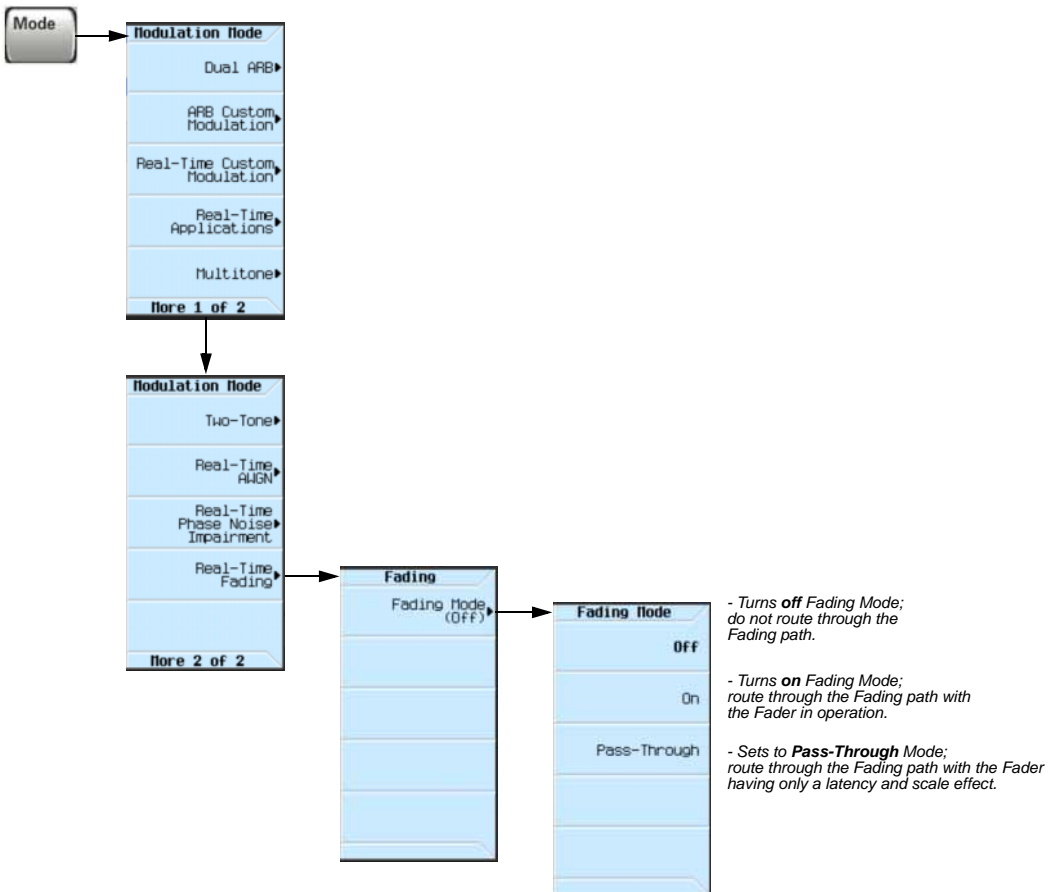 Mode
Modulation Mode
Dual ARB
ARB Custom
Modulation
Real-Time Custom
Modulation
Real-Time
Applications
Multitone
More 1 of 2
Modulation Mode
Two-Tone
Real-Time
AWGN
Real-Time
Phase Noise
Impairment
Real-Time
Fading
More 2 of 2
Fading
Fading Mode
(Off)
Fading Mode
Off
On
Pass-Through
- Turns off Fading Mode;
do not route through the
Fading path.
- Turns on Fading Mode;
route through the Fading path with
the Fader in operation.
- Sets to Pass-Through Mode;
route through the Fading path with the Fader
having only a latency and scale effect.